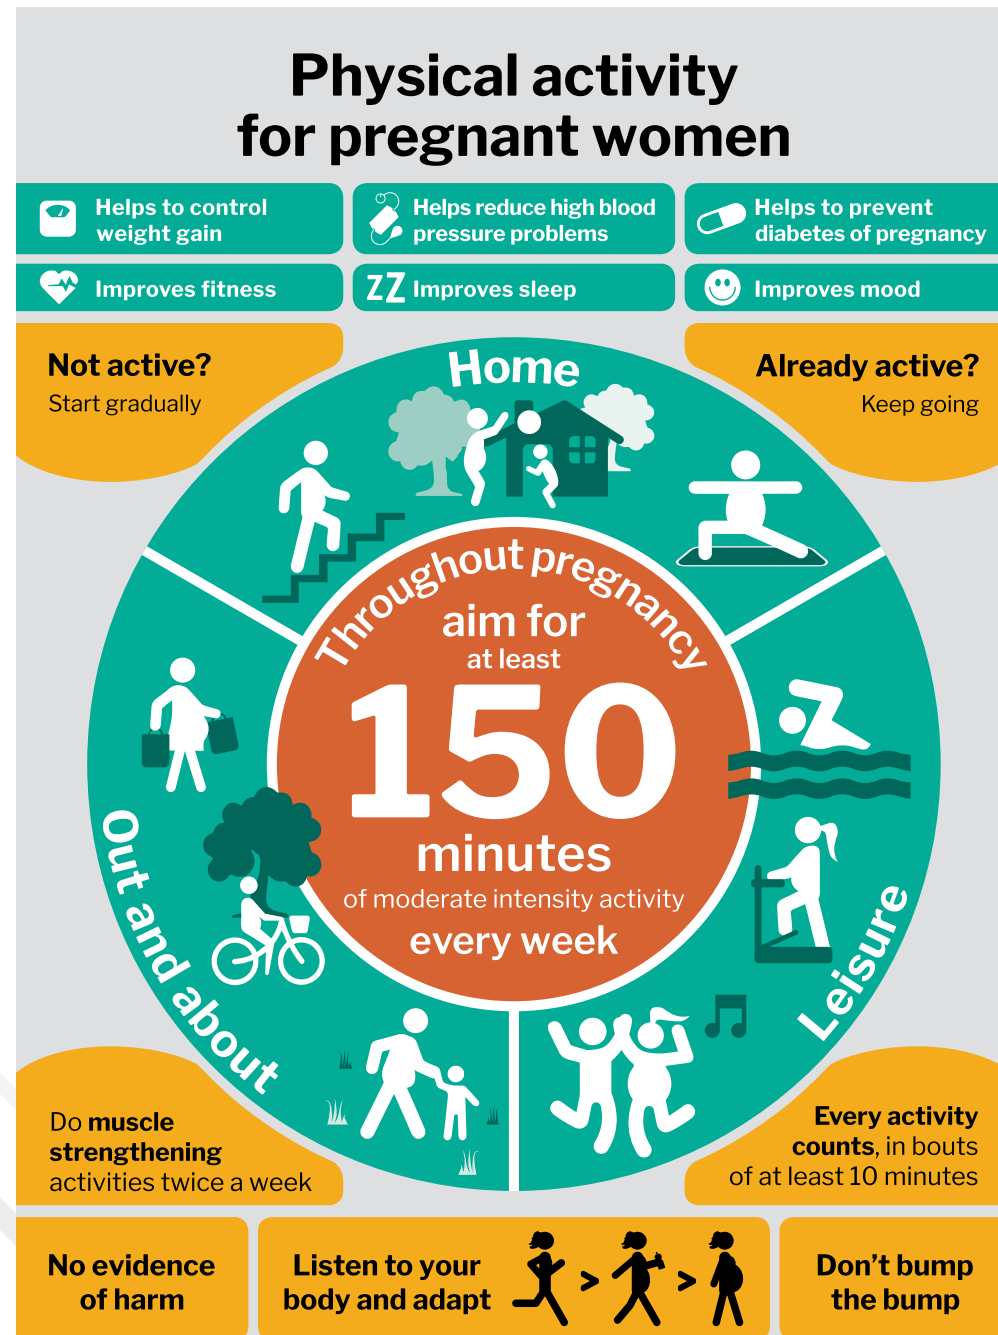 Physical activity
for pregnant women
Helps to control
weight gain
Helps reduce high blood
pressure problems
Helps to prevent
diabetes of pregnancy
Improves fitness
ZZ Improves sleep
Improves mood
Not active?
Start gradually
Already active?
Keep going
Home
Throughout pregnancy
aim for
at least
150
minutes
of moderate intensity activity
every week
Out and about
Leisure
Do muscle
strengthening
activities twice a week
Every activity
counts, in bouts
of at least 10 minutes
No evidence
of harm
Listen to your
body and adapt
> >
Don’t bump
the bump